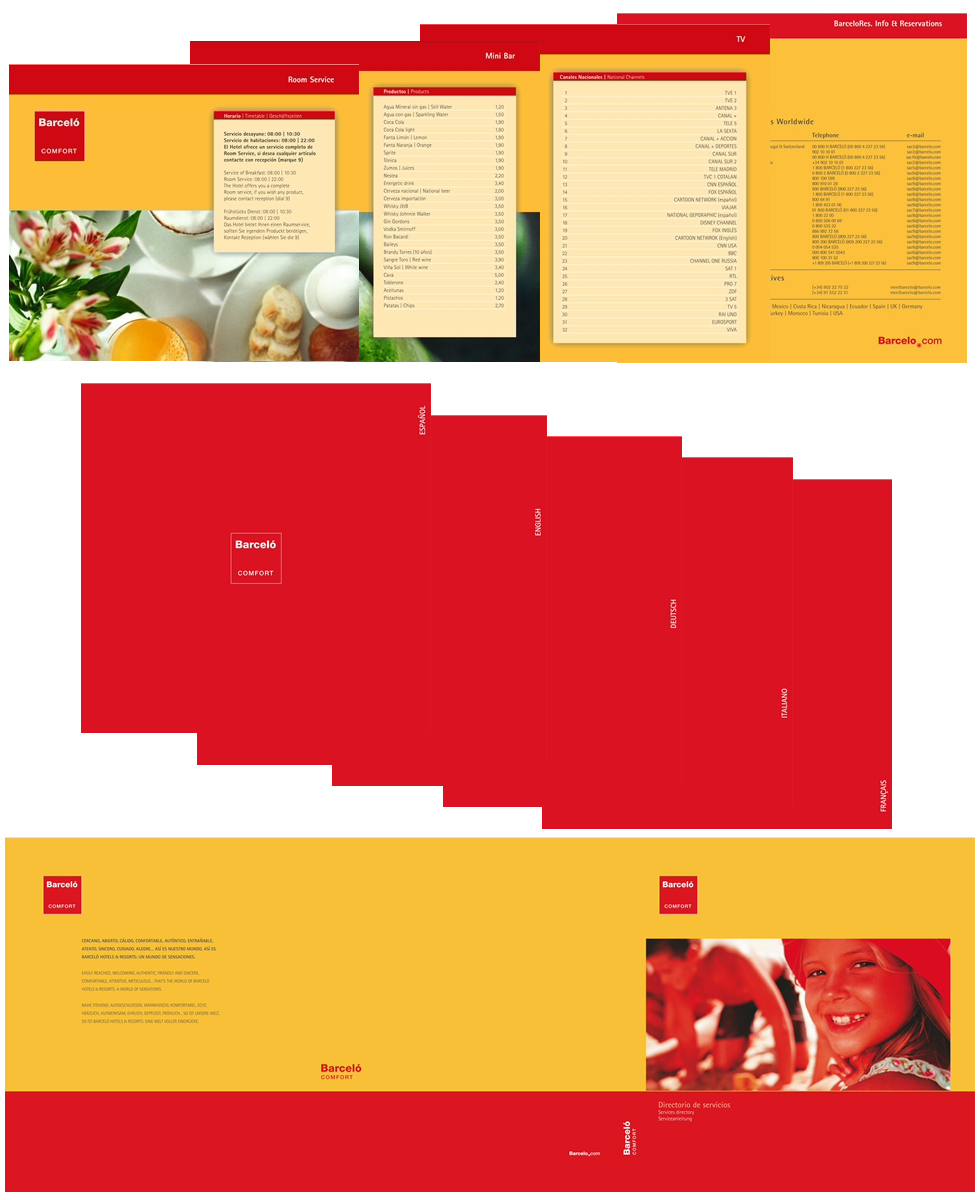 BarceloRes. Info & Reservations
TV
Mini Bar
Room Service
Barceló
COMFORT
Horario | Timetable | Geschäftszeiten
Servicio desayuno: 08:00 | 10:30
Servicio de habitaciones: 08:00 | 22:00
El Hotel ofrece un servicio completo de
Room Service, si desea cualquier artículo
contacte con recepción (marque 9)
Service of Breakfast: 08:00 | 10:30
Room Service: 08:00 | 22:00
The Hotel offers you a complete
Room service, if you wish any product,
please contact reception (dial 9)
Frühstücks Dienst: 08:00 | 10:30
Raumdienst: 08:00 | 22:00
Das Hotel bietet Ihnen einen Raumservice,
sollten Sie irgendein Produkt benötigen,
Kontakt Reception (wählen Sie die 9)
Productos | Products
Agua Mineral sin gas | Still Water 1,20
Agua con gas | Sparkling Water 1,50
Coca Cola 1,90
Coca Cola light 1,90
Fanta Limón | Lemon 1,90
Fanta Naranja | Orange 1,90
Sprite 1,90
Tónica 1,90
Zumos | Juices 1,90
Nestea 2,20
Energetic drink 3,40
Cerveza nacional | National beer 2,00
Cerveza importación 3,00
Whisky J&B 3,50
Whisky Johnnie Walker 3,50
Gin Gordons 3,50
Vodka Smirnoff 3,00
Ron Bacardi 3,50
Baileys 3,50
Brandy Torres (10 años) 3,50
Sangre Toro | Red wine 3,90
Viña Sol | White wine 3,40
Cava 5,00
Toblerone 2,40
Aceitunas 1,20
Pistachos 1,20
Patatas | Chips 2,70
Canales Nacionales | National Channels
1 TVE 1
2 TVE 2
3 ANTENA 3
4 CANAL +
5 TELE 5
6 LA SEXTA
7 CANAL + ACCION
8 CANAL + DEPORTES
9 CANAL SUR
10 CANAL SUR 2
11 TELE MADRID
12 TVC 1 COTALAN
13 CNN ESPAÑOL
14 FOX ESPAÑOL
15 CARTOON NETWORK (español)
16 VIAJAR
17 NATIONAL GEPORAPHIC (español)
18 DISNEY CHANNEL
19 FOX INGLÉS
20 CARTOON NETWROK (English)
21 CNN USA
22 BBC
23 CHANNEL ONE RUSSIA
24 SAT 1
25 RTL
26 PRO 7
27 ZDF
28 3 SAT
29 TV 5
30 RAI UNO
31 EUROSPORT
32 VIVA
s Worldwide
Telephone e-mail
ives
Mexico | Costa Rica | Nicaragua | Ecuador | Spain | UK | Germany
urkey | Morocco | Tunisia | USA
Barcelo.com
ESPAÑOL
ENGLISH
DEUTSCH
ITALIANO
FRANÇAIS
Barceló
COMFORT
Barceló
COMFORT
CERCANO, ABIERTO, CÁLIDO, CONFORTABLE, AUTÉNTICO, ENTRAÑABLE,
ATENTO, SINCERO, CUIDADO, ALEGRE... ASÍ ES NUESTRO MUNDO, ASÍ ES
BARCELÓ HOTELS & RESORTS: UN MUNDO DE SENSACIONES.
EASILY REACHED, WELCOMING, AUTHENTIC, FRIENDLY AND SINCERE,
COMFORTABLE, ATTENTIVE, METICULOUS... THAT'S THE WORLD OF BARCELÓ
HOTELS & RESORTS: A WORLD OF SENSATIONS.
NAHE STEHEND, AUFGESCHLOSSEN, WARMHERZIG, KOMFORTABEL, ECHT,
HERZLICH, AUFMERKSAM, EHRLICH, GEPFLEGT, FRÖHLICH... SO IST UNSERE WELT,
SO IST BARCELÓ HOTELS & RESORTS: EINE WELT VOLLER EINDRÜCKE.
Barceló
COMFORT
Barcelo.com
Barceló
COMFORT
Barceló
COMFORT
Directorio de servicios
Services directory
Serviceanleitung